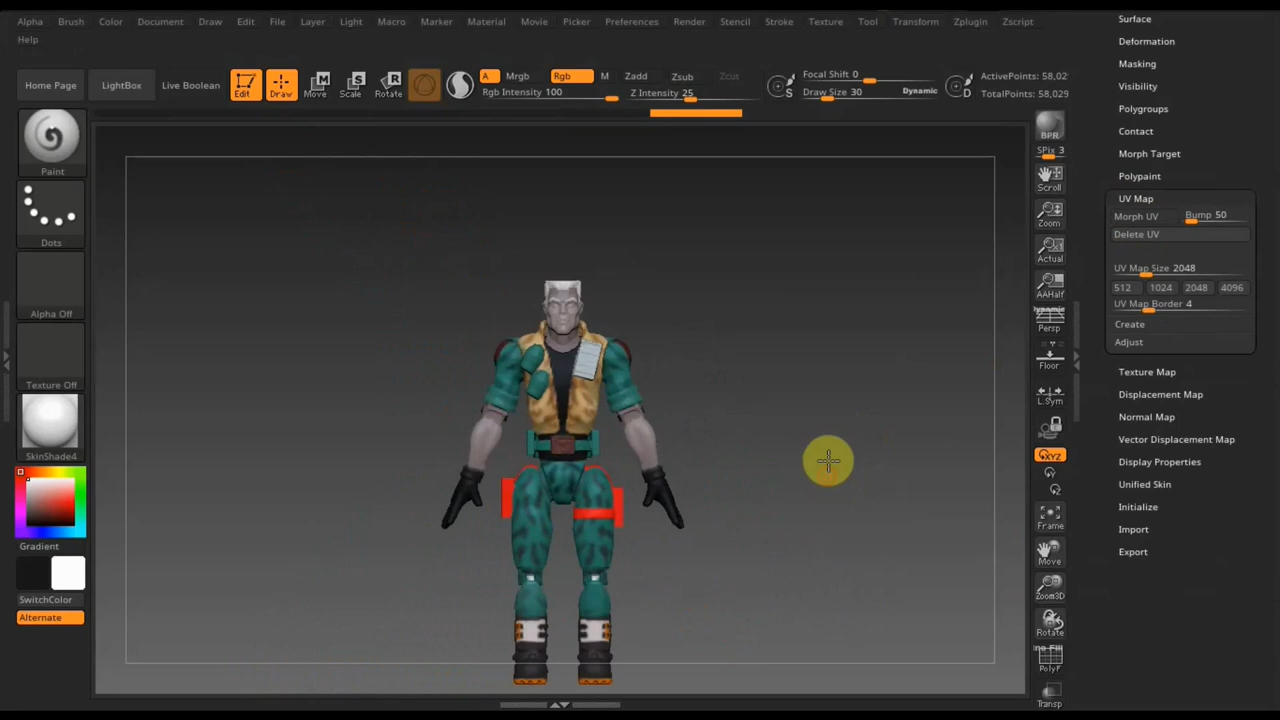 Alpha Brush Color Document Draw Edit File Layer Light Macro Marker Material Movie Picker Preferences Render Stencil Stroke Texture Tool Transform Zplugin Zscript
Help
Home Page
LightBox
Live Boolean
Edit
Draw
Move
Scale
Rotate
A Mrgb Rgb M Zadd Zsub Zcut
Rgb Intensity 100
Z Intensity 25
S
Focal Shift 0
Draw Size 30 Dynamic
D
ActivePoints: 58,02
TotalPoints: 58,029
Paint
Dots
Alpha Off
Texture Off
SkinShade4
Gradient
SwitchColor
Alternate
BPR
SPix 3
Scroll
Zoom
Actual
AAHalf
Dynamic
Persp
Floor
L.Sym
XYZ
Y
Z
Frame
Move
Zoom3D
Rotate
Line Fill
PolyF
Transp
Surface
Deformation
Masking
Visibility
Polygroups
Contact
Morph Target
Polypaint
UV Map
Morph UV Bump 50
Delete UV
UV Map Size 2048
512 1024 2048 4096
UV Map Border 4
Create
Adjust
Texture Map
Displacement Map
Normal Map
Vector Displacement Map
Display Properties
Unified Skin
Initialize
Import
Export